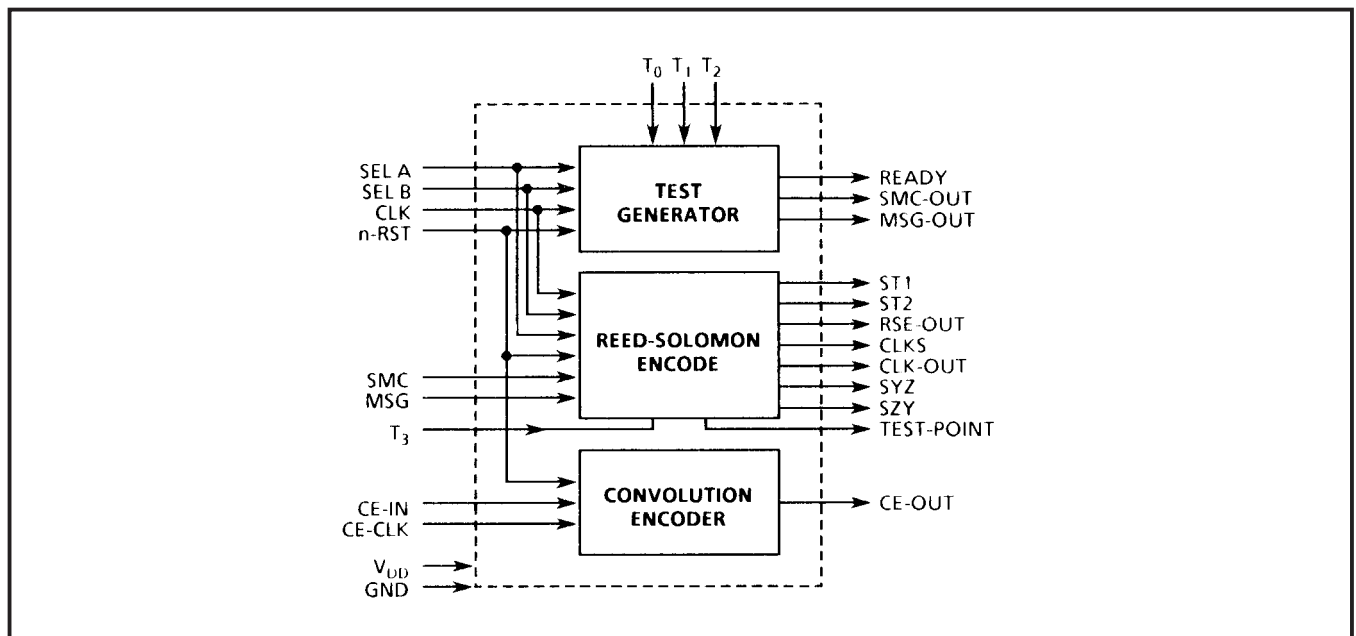 T0 T1 T2
SEL A
SEL B
CLK
n-RST
TEST
GENERATOR
READY
SMC-OUT
MSG-OUT
REED-SOLOMON
ENCODE
SMC
MSG
T3
ST1
ST2
RSE-OUT
CLKS
CLK-OUT
SYZ
SZY
TEST-POINT
CONVOLUTION
ENCODER
CE-IN
CE-CLK
CE-OUT
VDD
GND